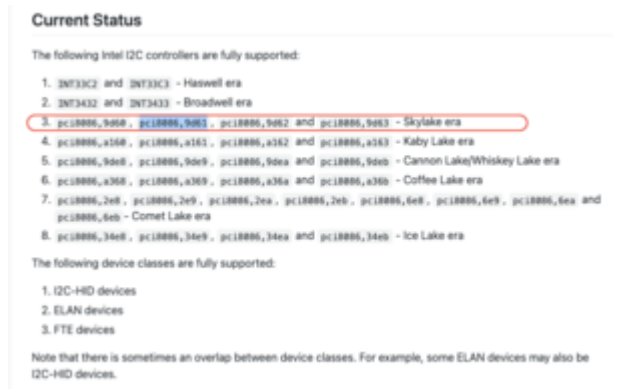 Current Status
The following Intel I2C controllers are fully supported:
1. INT33C2 and INT33C3 - Haswell era
2. INT3432 and INT3433 - Broadwell era
3. pci8086,9d60, pci8086,9d61, pci8086,9d62 and pci8086,9d63 - Skylake era
4. pci8086,a160, pci8086,a161, pci8086,a162 and pci8086,a163 - Kaby Lake era
5. pci8086,9de8, pci8086,9de9, pci8086,9dea and pci8086,9deb - Cannon Lake/Whiskey Lake era
6. pci8086,a368, pci8086,a369, pci8086,a36a and pci8086,a36b - Coffee Lake era
7. pci8086,2e8, pci8086,2e9, pci8086,2ea, pci8086,2eb, pci8086,6e8, pci8086,6e9, pci8086,6ea and
pci8086,6eb - Comet Lake era
8. pci8086,34e8, pci8086,34e9, pci8086,34ea and pci8086,34eb - Ice Lake era
The following device classes are fully supported:
1. I2C-HID devices
2. ELAN devices
3. FTE devices
Note that there is sometimes an overlap between device classes. For example, some ELAN devices may also be
I2C-HID devices.